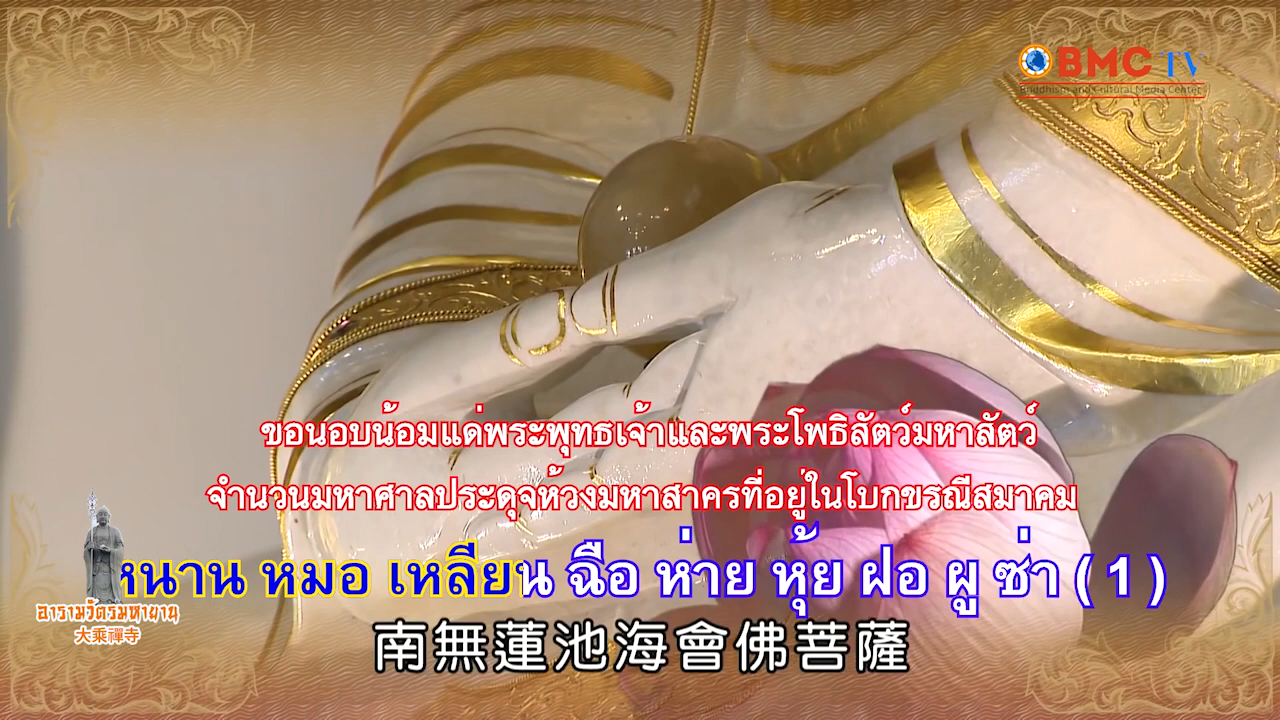 BMC TV
Buddhism and Cultural Media Center
ขอนอบน้อมแด่พระพุทธเจ้าและพระโพธิสัตว์มหาสัตว์
จำนวนมหาศาลประดุจห้วงมหาสาครที่อยู่ในโบกขรณีสมาคม
หนาน หมอ เหลียน ฉือ ห่าย หุ้ย ฝอ ผู ซ่า ( 1 )
อารามวัตรมหายาน
大乘禪寺
南無蓮池海會佛菩薩